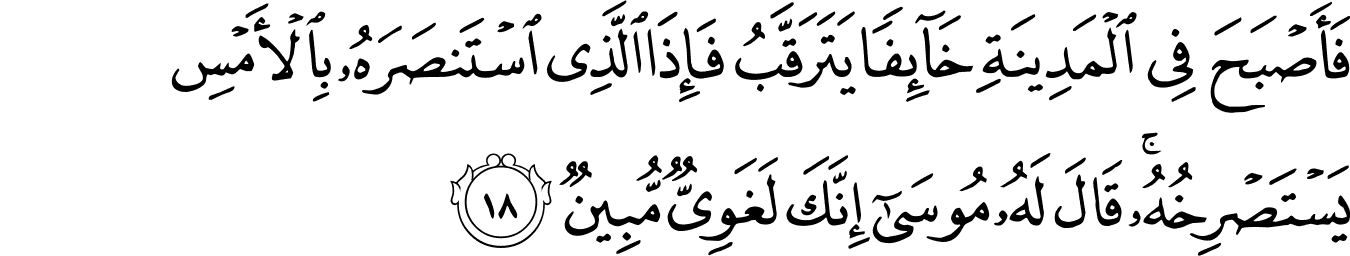 فَأَصْبَحَ فِى ٱلْمَدِينَةِ خَآئِفًا يَتَرَقَّبُ فَإِذَا ٱلَّذِى ٱسْتَنصَرَهُۥ بِٱلْأَمْسِ
يَسْتَصْرِخُهُۥ ۚ قَالَ لَهُۥ مُوسَىٰٓ إِنَّكَ لَغَوِىٌّ مُّبِينٌ ١٨